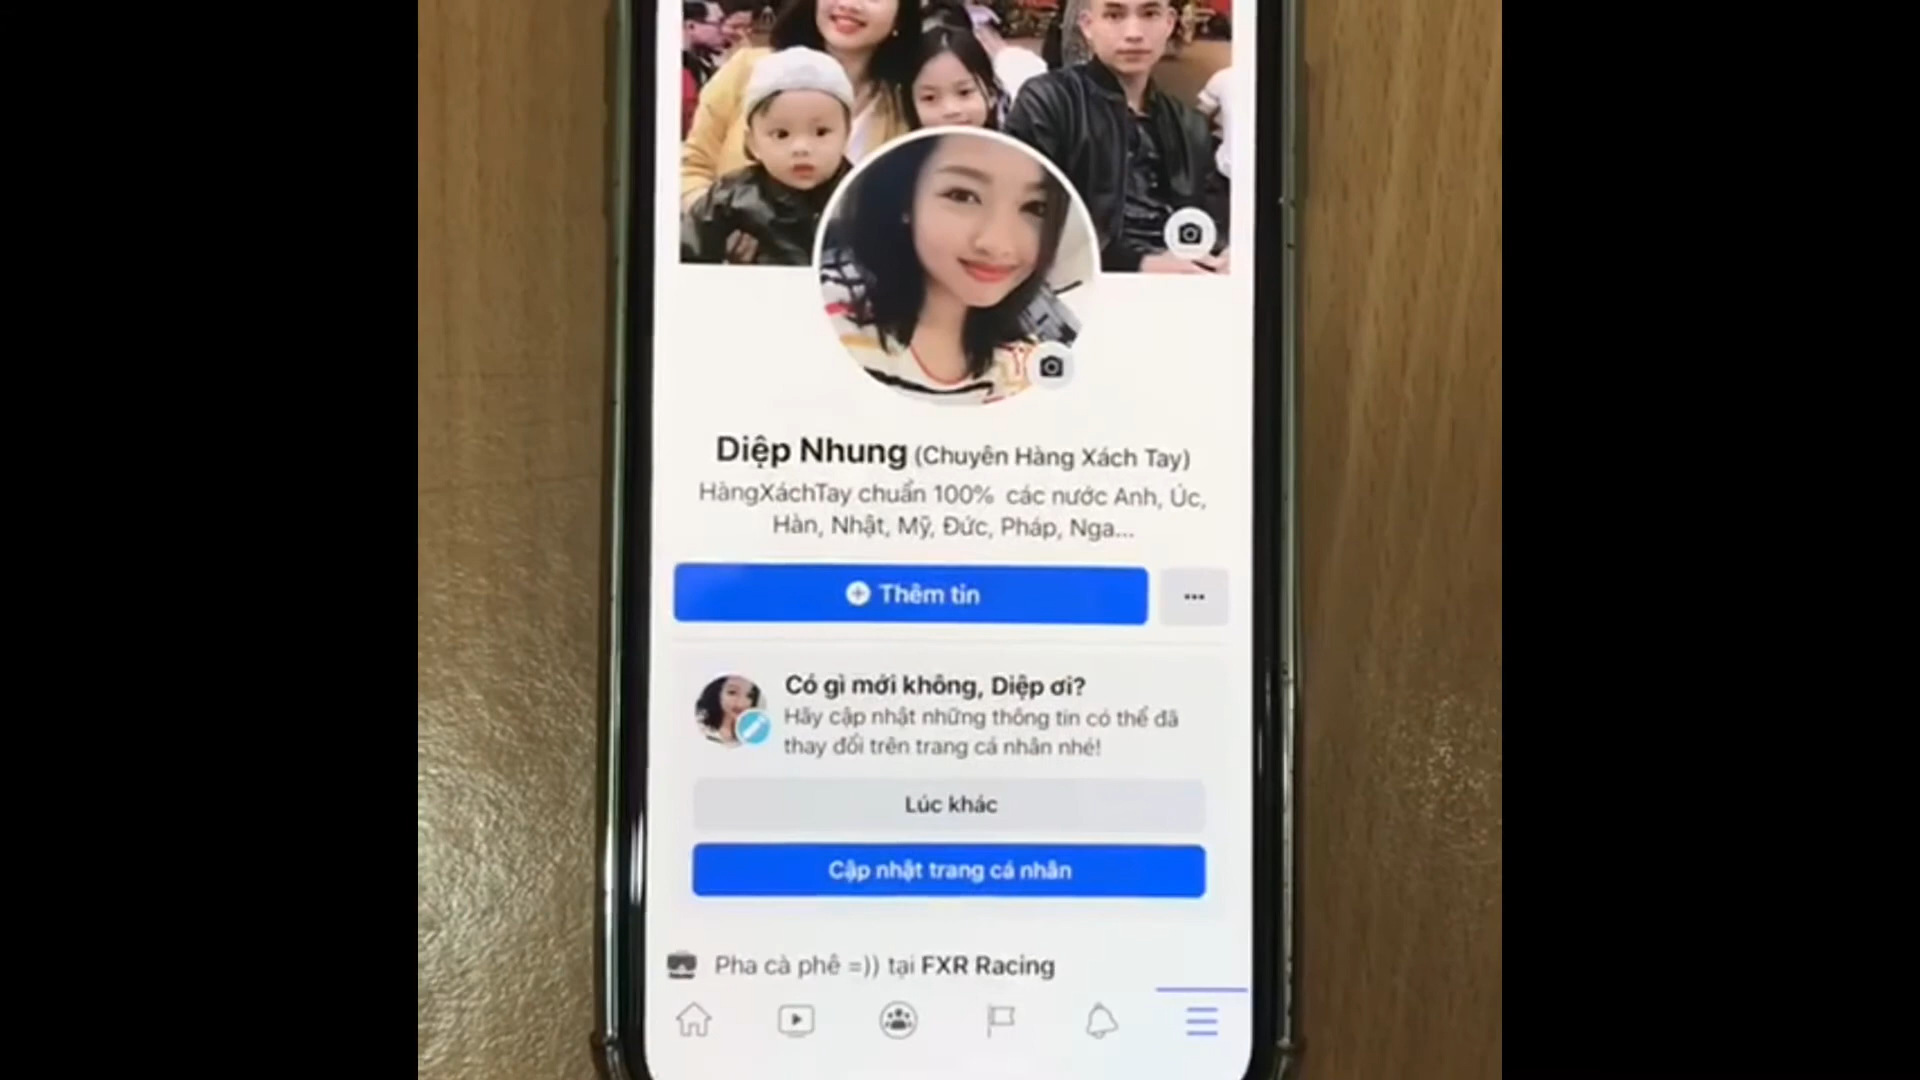 Diệp Nhung (Chuyên Hàng Xách Tay)
HàngXáchTay chuẩn 100% các nước Anh, Úc,
Hàn, Nhật, Mỹ, Đức, Pháp, Nga...
Thêm tin
Có gì mới không, Diệp ơi?
Hãy cập nhật những thông tin có thể đã
thay đổi trên trang cá nhân nhé!
Lúc khác
Cập nhật trang cá nhân
Pha cà phê =)) tại FXR Racing